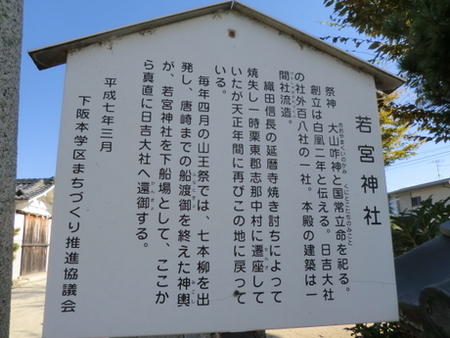 若宮神社
祭神　大山咋神と国常立命を祀る。
創立は白凰二年と伝える。日吉大社
の社外百八社の一社。本殿の建築は一
間社流造。
織田信長の延暦寺焼き討ちによって
焼失し一時栗東郡志那中村に遷座して
いたが天正年間に再びこの地に戻って
いる。
毎年四月の山王祭では、七本柳を出
発し、唐崎までの船渡御を終えた神輿
が、若宮神社を下船場として、ここか
ら真直に日吉大社へ還御する。
平成七年三月
下阪本学区まちづくり推進協議会